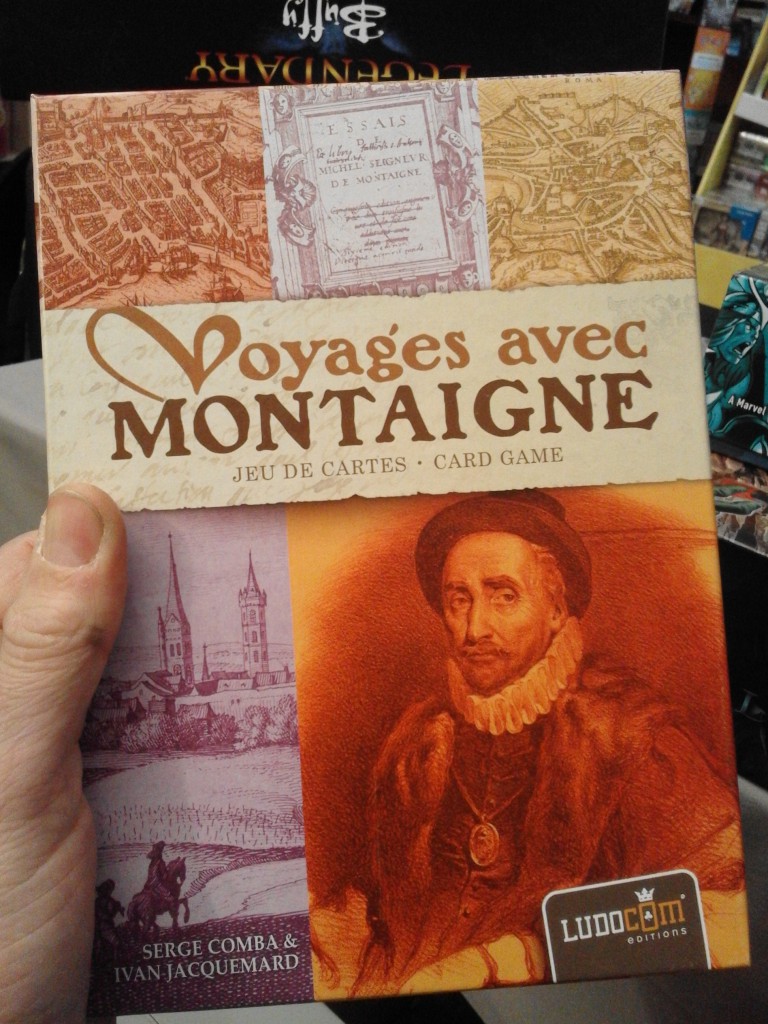 Buffy
LEGENDARY
ROMA
ESSAIS
MICHEL SEIGNEVR
DE MONTAIGNE
Voyages avec
MONTAIGNE
JEU DE CARTES · CARD GAME
A Marvel
SERGE COMBA &
IVAN-JACQUEMARD
LUDOCOM
editions